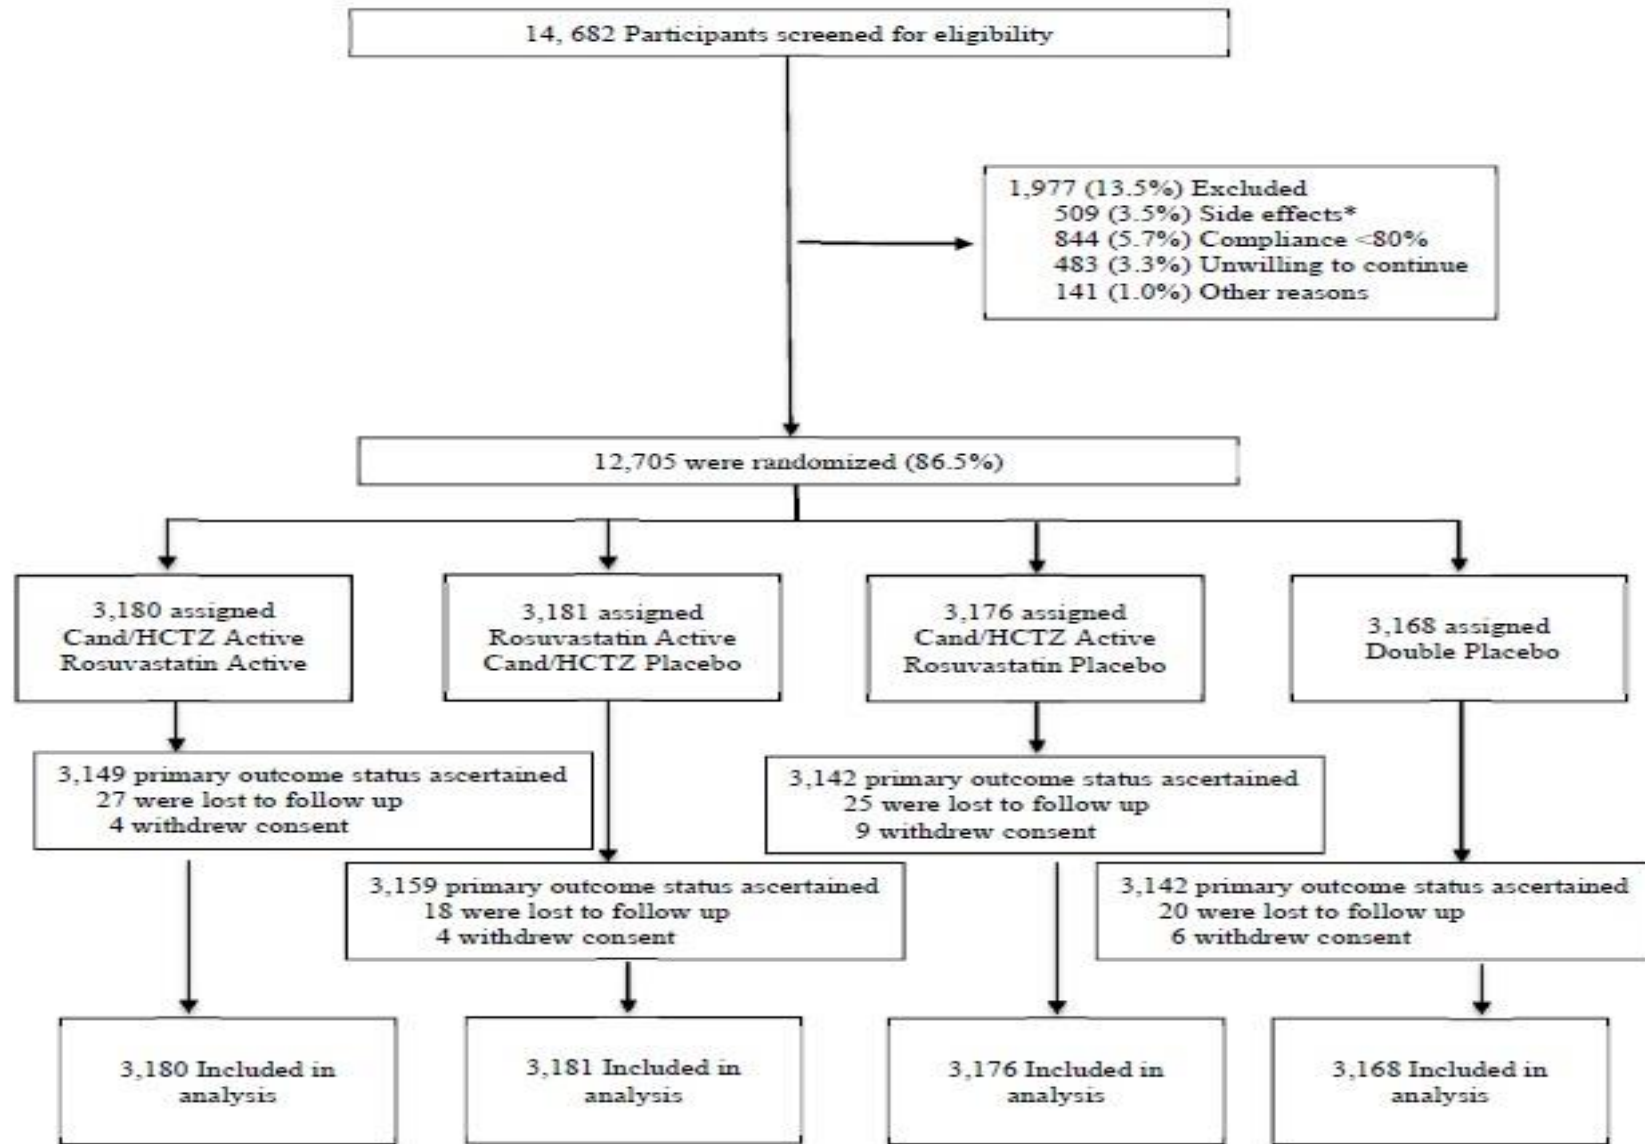 14, 682 Participants screened for eligibility
1,977 (13.5%) Excluded
509 (3.5%) Side effects*
844 (5.7%) Compliance <80%
483 (3.3%) Unwilling to continue
141 (1.0%) Other reasons
12,705 were randomized (86.5%)
3,180 assigned
Cand/HCTZ Active
Rosuvastatin Active
3,181 assigned
Rosuvastatin Active
Cand/HCTZ Placebo
3,176 assigned
Cand/HCTZ Active
Rosuvastatin Placebo
3,168 assigned
Double Placebo
3,149 primary outcome status ascertained
27 were lost to follow up
4 withdrew consent
3,142 primary outcome status ascertained
25 were lost to follow up
9 withdrew consent
3,159 primary outcome status ascertained
18 were lost to follow up
4 withdrew consent
3,142 primary outcome status ascertained
20 were lost to follow up
6 withdrew consent
3,180 Included in
analysis
3,181 Included in
analysis
3,176 Included in
analysis
3,168 Included in
analysis